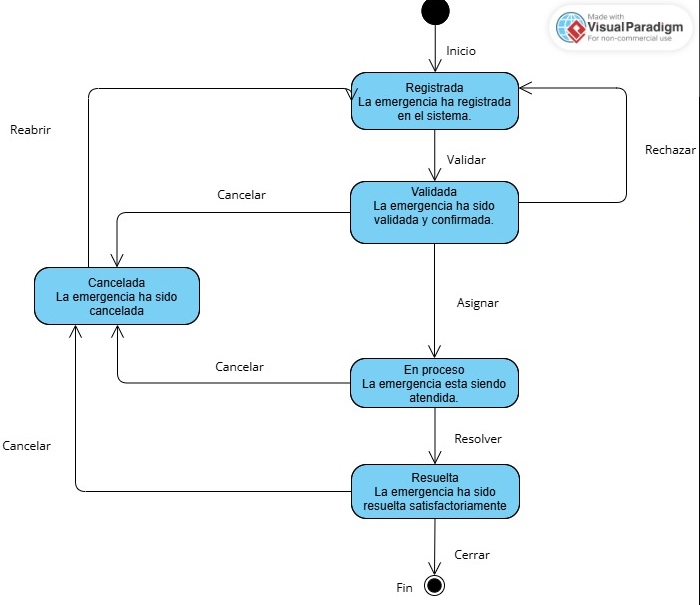 Made with
VisualParadigm
For non-commercial use
Inicio
Registrada
La emergencia ha registrada
en el sistema.
Reabrir
Rechazar
Validar
Validada
La emergencia ha sido
validada y confirmada.
Cancelar
Cancelada
La emergencia ha sido
cancelada
Asignar
En proceso
La emergencia esta siendo
atendida.
Cancelar
Resolver
Cancelar
Resuelta
La emergencia ha sido
resuelta satisfactoriamente
Cerrar
Fin